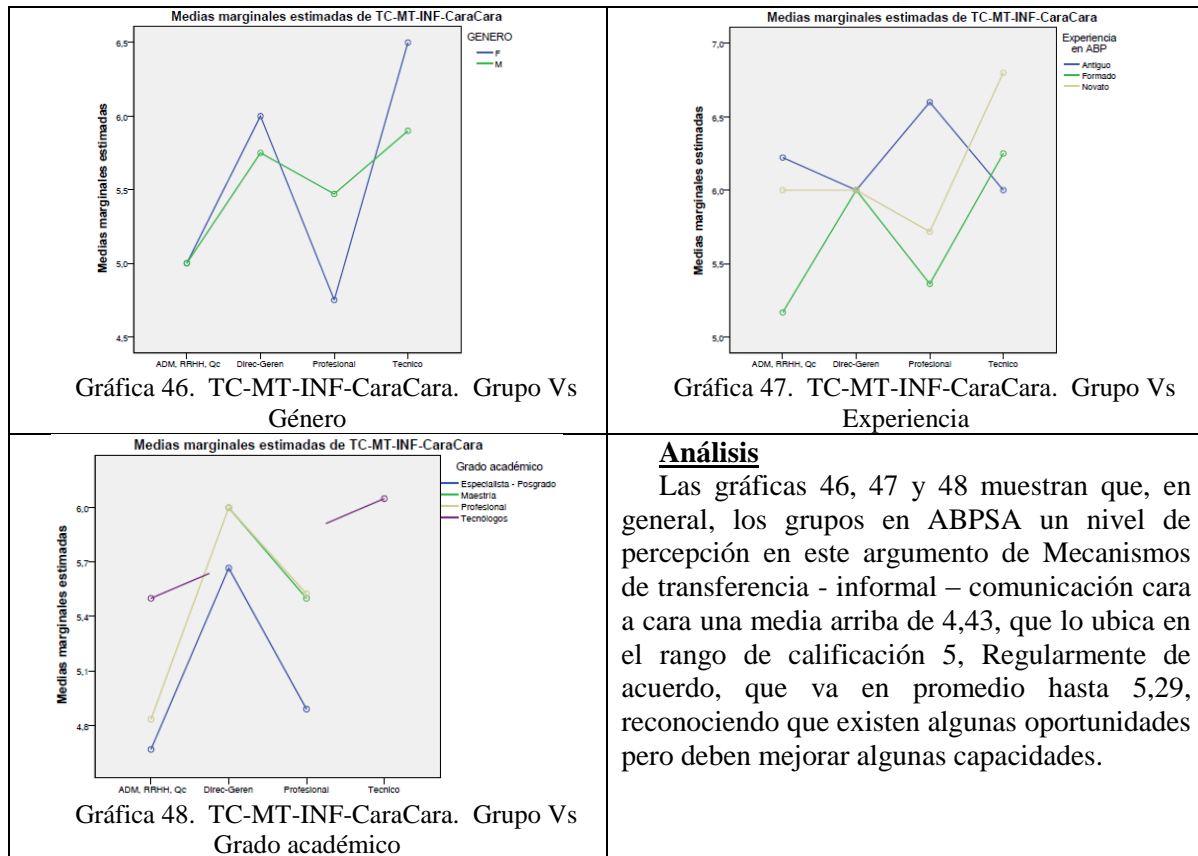 Medias marginales estimadas de TC-MT-INF-CaraCara
GENERO
F
M
Medias marginales estimadas
6,5
6,0
5,5
5,0
4,5
ADM, RRHH, Qc Direc-Geren Profesional Tecnico
Gráfica 46. TC-MT-INF-CaraCara. Grupo Vs
Género
Medias marginales estimadas de TC-MT-INF-CaraCara
Experiencia
en ABP
Antiguo
Formado
Novato
Medias marginales estimadas
7,0
6,5
6,0
5,5
5,0
ADM, RRHH, Qc Direc-Geren Profesional Tecnico
Gráfica 47. TC-MT-INF-CaraCara. Grupo Vs
Experiencia
Medias marginales estimadas de TC-MT-INF-CaraCara
Grado académico
Especialista - Posgrado
Maestría
Profesional
Tecnólogos
Medias marginales estimadas
6,0
5,7
5,4
5,1
4,8
ADM, RRHH, Qc Direc-Geren Profesional Tecnico
Gráfica 48. TC-MT-INF-CaraCara. Grupo Vs
Grado académico
Análisis
Las gráficas 46, 47 y 48 muestran que, en
general, los grupos en ABPSA un nivel de
percepción en este argumento de Mecanismos
de transferencia - informal – comunicación cara
a cara una media arriba de 4,43, que lo ubica en
el rango de calificación 5, Regularmente de
acuerdo, que va en promedio hasta 5,29,
reconociendo que existen algunas oportunidades
pero deben mejorar algunas capacidades.